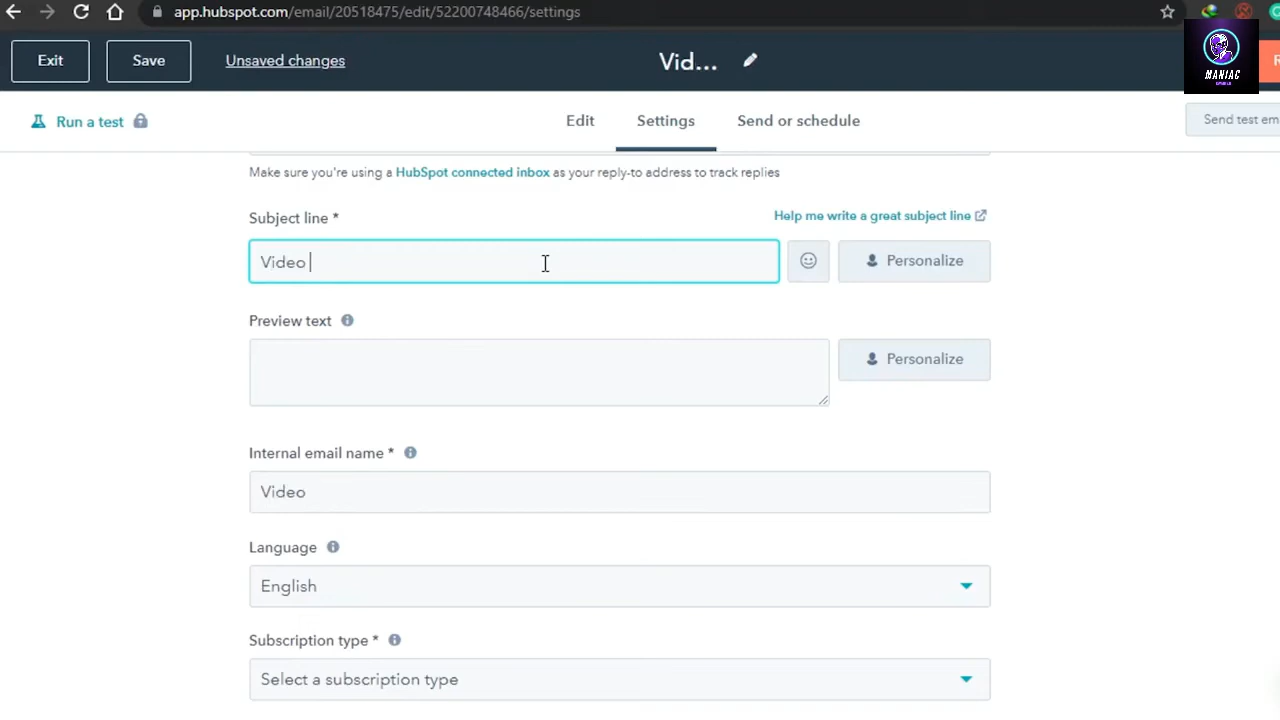 app.hubspot.com/email/20518475/edit/52200748466/settings
Exit
Save
Unsaved changes
Vid...
MANIAC
Run a test
Edit
Settings
Send or schedule
Send test em
Make sure you're using a HubSpot connected inbox as your reply-to address to track replies
Subject line *
Help me write a great subject line
Video
Personalize
Preview text
Personalize
Internal email name *
Video
Language
English
Subscription type *
Select a subscription type